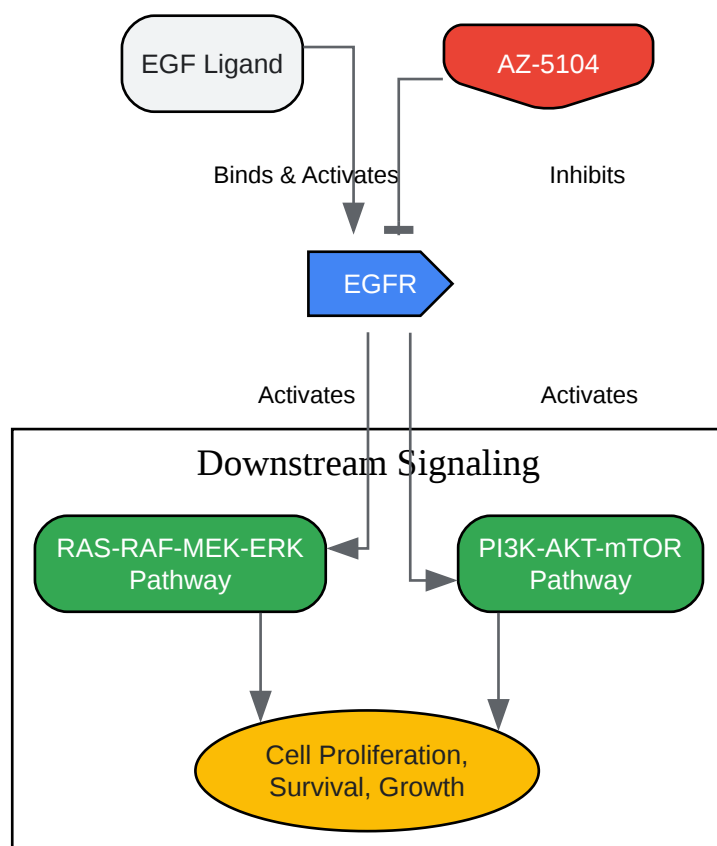 EGF Ligand
AZ-5104
Binds & Activates
Inhibits
EGFR
Activates
Activates
Downstream Signaling
RAS-RAF-MEK-ERK
Pathway
PI3K-AKT-mTOR
Pathway
Cell Proliferation,
Survival, Growth